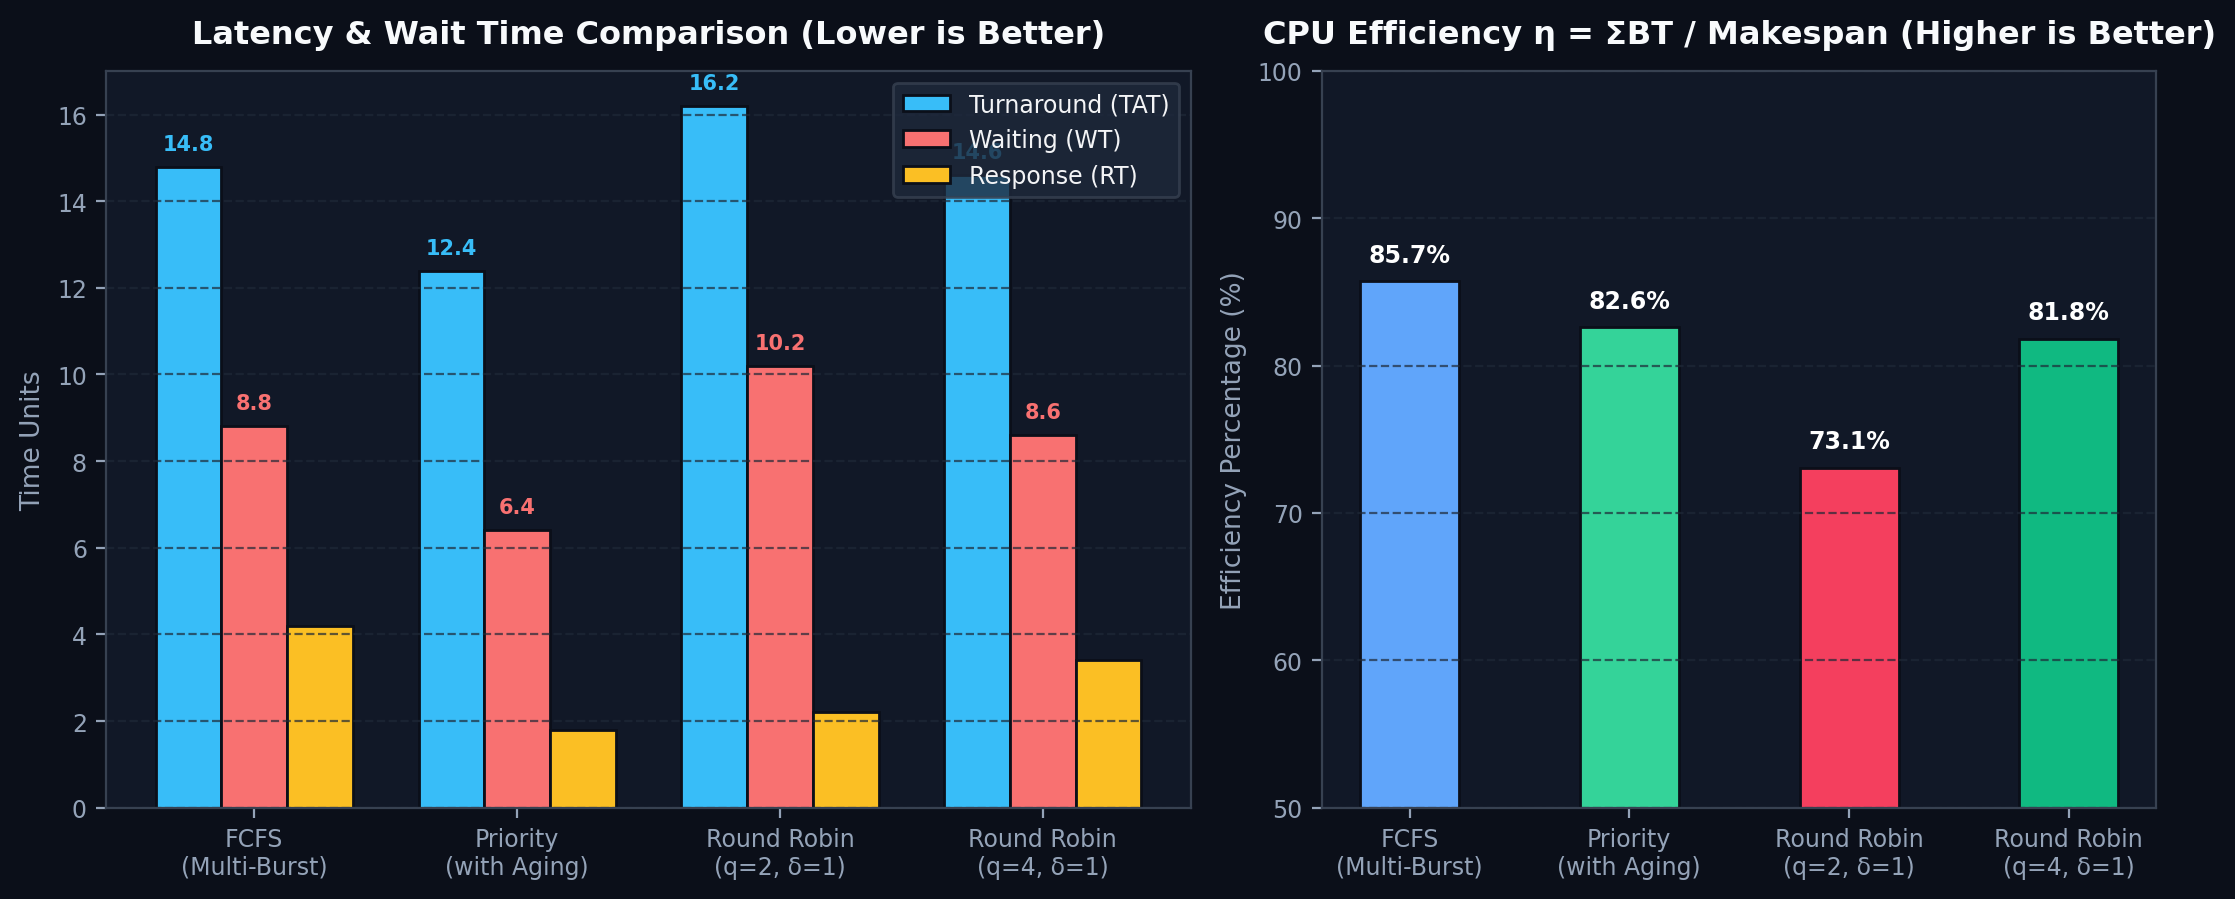 Latency & Wait Time Comparison (Lower is Better)
Time Units
16
14
12
10
8
6
4
2
0
14.8
8.8
12.4
6.4
16.2
10.2
14.6
8.6
Turnaround (TAT)
Waiting (WT)
Response (RT)
FCFS
(Multi-Burst)
Priority
(with Aging)
Round Robin
(q=2, δ=1)
Round Robin
(q=4, δ=1)
CPU Efficiency η = ΣBT / Makespan (Higher is Better)
Efficiency Percentage (%)
100
90
80
70
60
50
85.7%
82.6%
73.1%
81.8%
FCFS
(Multi-Burst)
Priority
(with Aging)
Round Robin
(q=2, δ=1)
Round Robin
(q=4, δ=1)